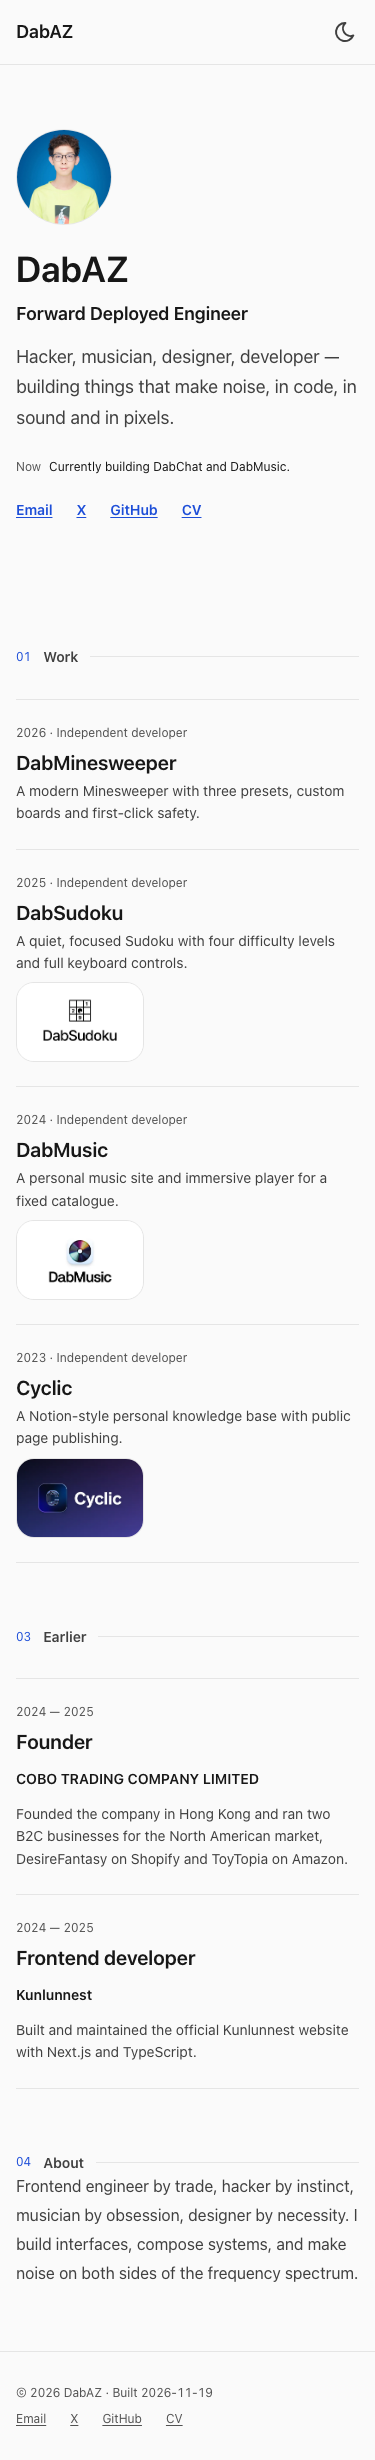 DabAZ
DabAZ
Forward Deployed Engineer
Hacker, musician, designer, developer —
building things that make noise, in code, in
sound and in pixels.
Now Currently building DabChat and DabMusic.
Email X GitHub CV
01 Work
2026 · Independent developer
DabMinesweeper
A modern Minesweeper with three presets, custom
boards and first-click safety.
2025 · Independent developer
DabSudoku
A quiet, focused Sudoku with four difficulty levels
and full keyboard controls.
DabSudoku
2024 · Independent developer
DabMusic
A personal music site and immersive player for a
fixed catalogue.
DabMusic
2023 · Independent developer
Cyclic
A Notion-style personal knowledge base with public
page publishing.
Cyclic
03 Earlier
2024 — 2025
Founder
COBO TRADING COMPANY LIMITED
Founded the company in Hong Kong and ran two
B2C businesses for the North American market,
DesireFantasy on Shopify and ToyTopia on Amazon.
2024 — 2025
Frontend developer
Kunlunnest
Built and maintained the official Kunlunnest website
with Next.js and TypeScript.
04 About
Frontend engineer by trade, hacker by instinct,
musician by obsession, designer by necessity. I
build interfaces, compose systems, and make
noise on both sides of the frequency spectrum.
© 2026 DabAZ · Built 2026-11-19
Email X GitHub CV